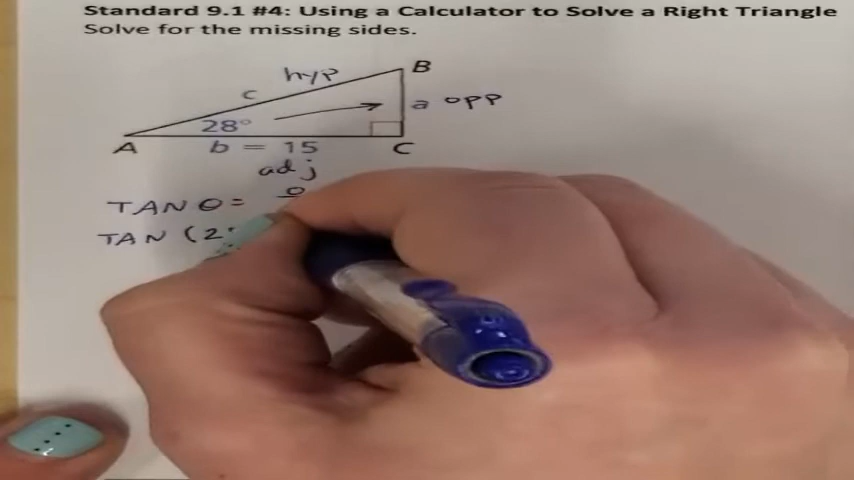 Standard 9.1 #4: Using a Calculator to Solve a Right Triangle
Solve for the missing sides.
hyp
B
c
a opp
28°
A
b = 15
C
adj
TAN θ = o
TAN (2